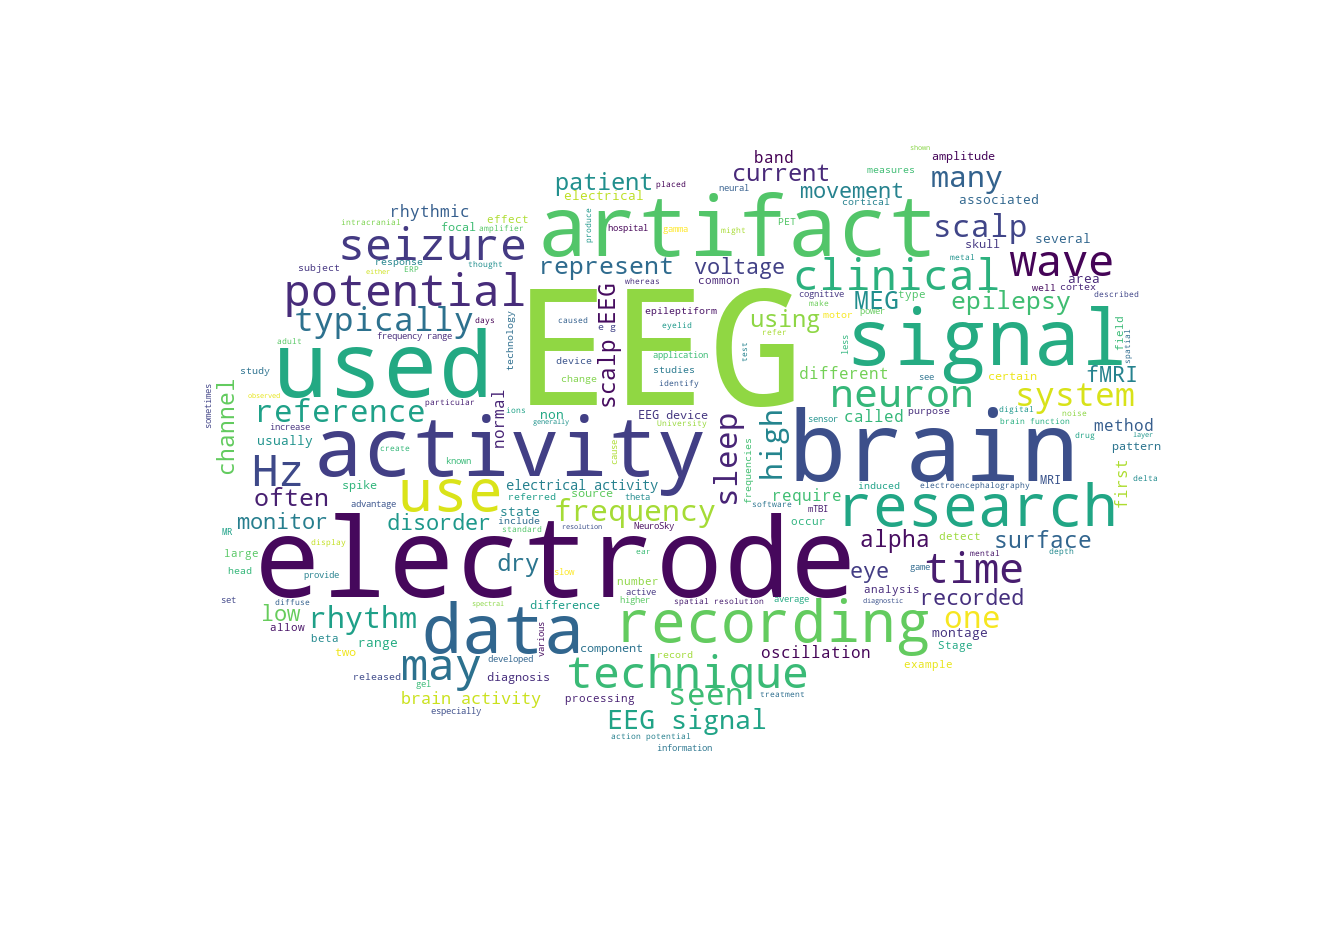 shown
band
amplitude
current
measures
many
patient
placed
neural
movement
electrical
cortical
associated
rhythmic
effect
artifact
intracranial
focal
amplifier
produce
hospital
gamma
might
PET
scalp
seizure
skull
several
metal
wave
response
thought
represent
voltage
clinical
subject
either
ERP
area
whereas
common
MEG
epilepsy
well
cortex
described
potential
EEG
scalp EEG
cognitive
type
make
typically
days
technology
caused
e g
epileptiform
eyelid
using
motor
power
signal
field
spatial
adult
frequency range
refer
used
application
test
less
device
see
study
change
studies
different
certain
fMRI
identify
sometimes
observed
neuron
system
channel
particular
reference
ions
non
EEG device
purpose
digital
noise
normal
generally
University
sensor
called
brain function
method
increase
high
brain
usually
activity
sleep
drug
layer
pattern
create
cause
Hz
known
frequencies
MRI
delta
spike
electrical activity
induced
electroencephalography
first
use
theta
source
require
often
advantage
referred
software
research
state
frequency
mTBI
monitor
disorder
include
occur
MR
standard
resolution
NeuroSky
alpha
detect
surface
large
display
electrode
ear
mental
depth
head
provide
dry
slow
number
eye
game
time
active
analysis
set
diffuse
spectral
higher
spatial resolution
average
diagnostic
recorded
low
rhythm
difference
one
allow
data
recording
beta
range
various
montage
two
component
record
oscillation
Stage
may
developed
example
released
gel
diagnosis
technique
brain activity
processing
seen
treatment
especially
EEG signal
action potential
information